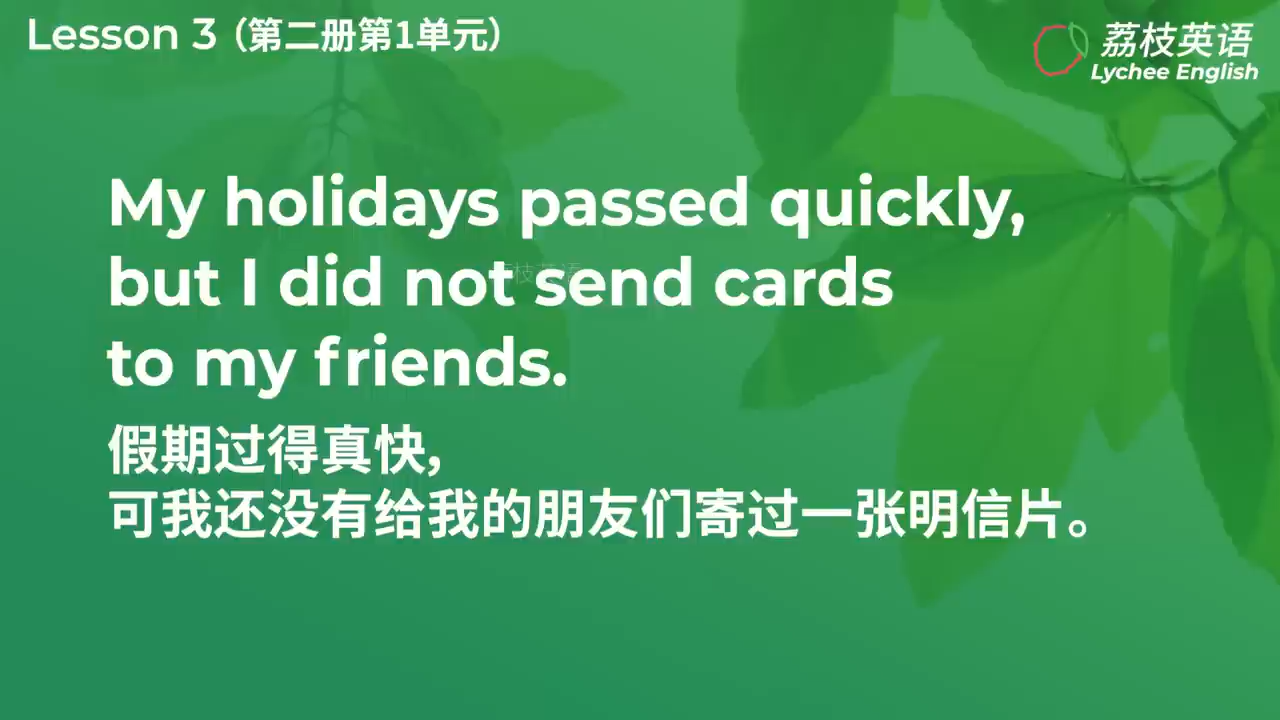 Lesson 3（第二册第1单元）
荔枝英语
Lychee English
My holidays passed quickly,
but I did not send cards
to my friends.
假期过得真快,
可我还没有给我的朋友们寄过一张明信片。